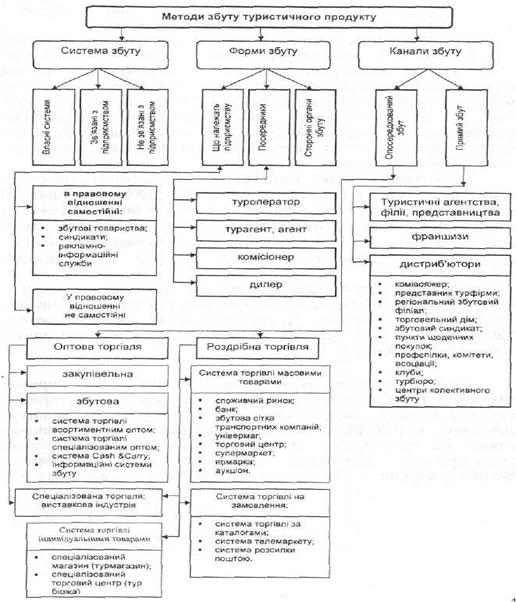 Методи збуту туристичного продукту
Система збуту
Форми збуту
Канали збуту
Власні системи
Зв'язані з
підприємством
Не зв'язані з
підприємством
Що належать
підприємству
Посередники
Сторонні органи
збуту
Опосередкований
збут
Прямий збут
в правовому
відношенні
самостійні:
• збутові товариства;
• синдикати;
• рекламно-
інформаційні
служби
У правовому
відношенні
не самостійні
туроператор
турагент, агент
комісіонер
дилер
Туристичні агентства,
філії, представництва
франшизи
дистриб'ютори
• комівояжер;
• представник турфірми;
• регіональний збутовий
філіал;
• торговельний дім;
• збутовий синдикат;
• пункти щоденних
покупок;
• профспілки, комітети,
асоціації;
• клуби;
• турбюро;
• центри колективного
збуту
Оптова торгівля
закупівельна
збутова
• система торгівлі
асортиментним оптом;
• система торгівлі
спеціалізованим оптом;
• система Cash &Carry;
• інформаційні системи
збуту
Спеціалізована торгівля:
виставкова індустрія
Система торгівлі
індивідуальними товарами
• спеціалізований
магазин (турмагазин);
• спеціалізований
торговий центр (тур
біржа)
Роздрібна торгівля
Система торгівлі масовими
товарами
• споживчий ринок;
• банк;
• збутова сітка
транспортних компаній;
• універмаг;
• торговий центр;
• супермаркет;
• ярмарка;
• аукціон.
Система торгівлі на
замовлення:
• система торгівлі за
каталогами;
• система телемаркету;
• система розсилки
поштою.